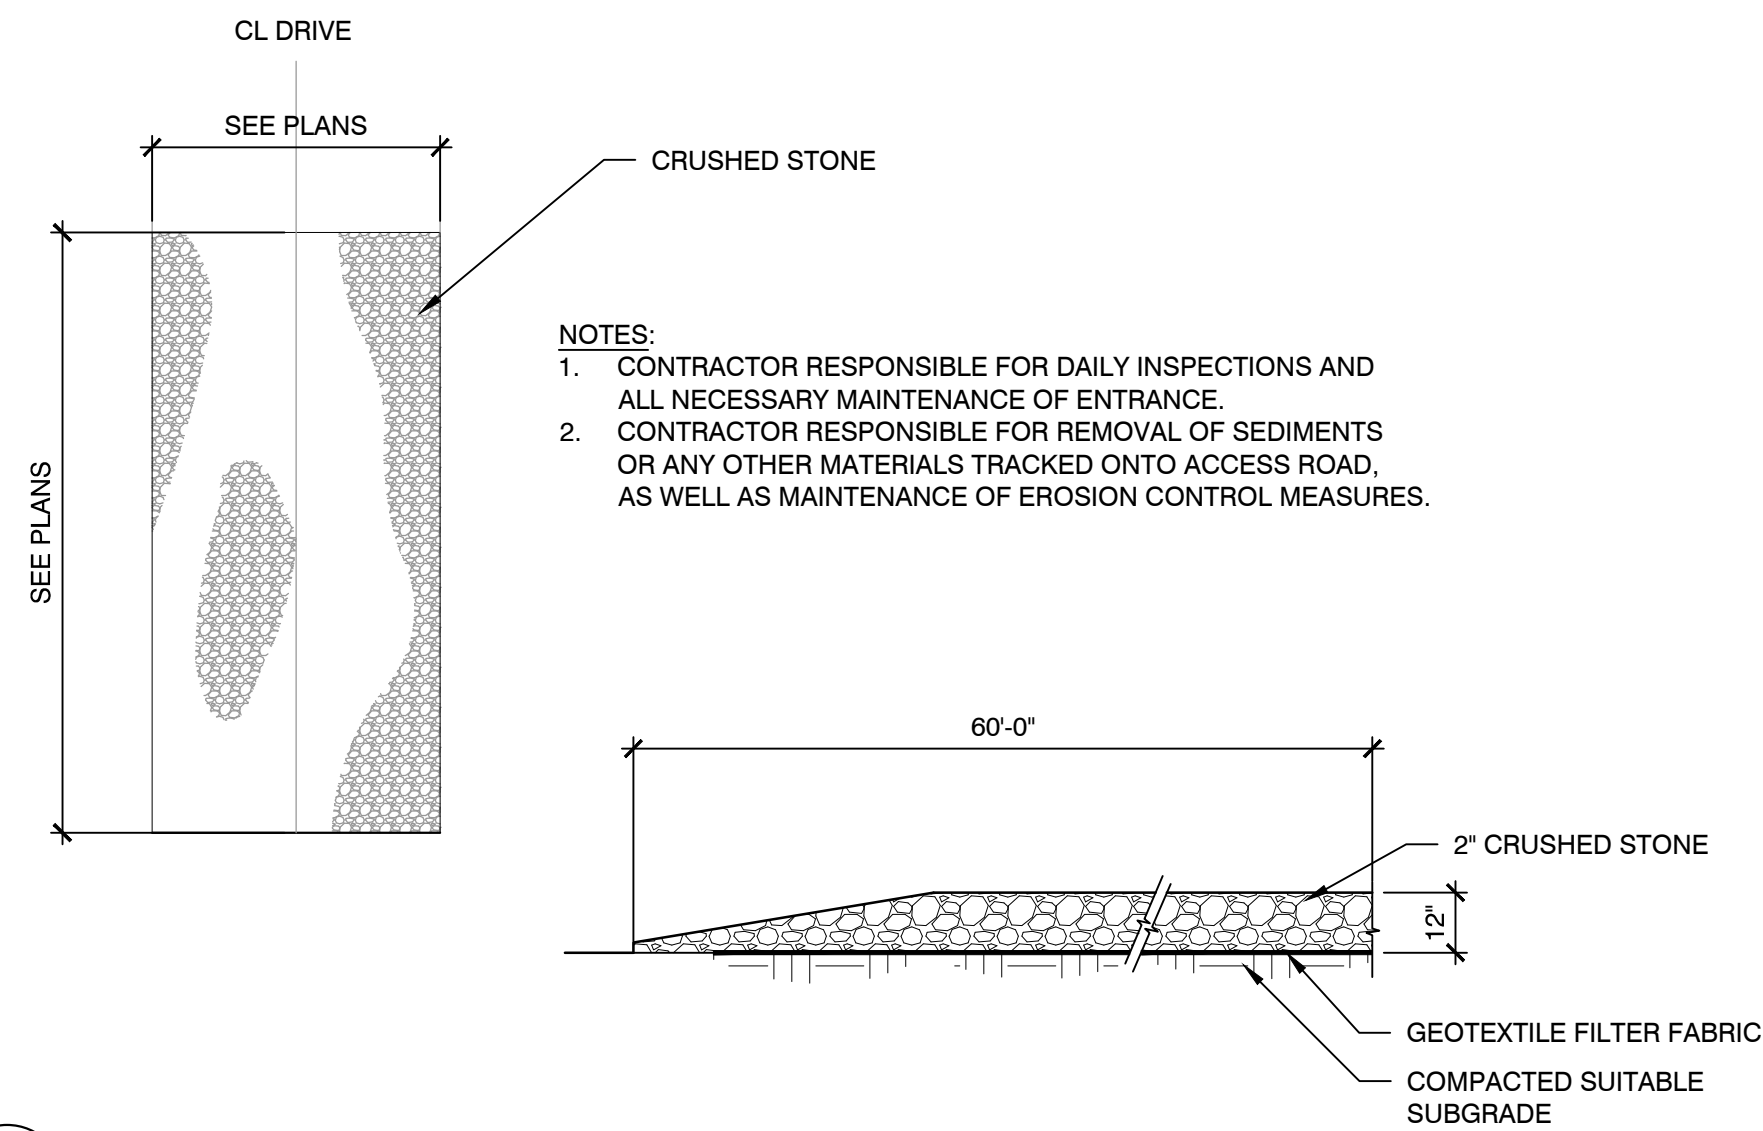 CL DRIVE
SEE PLANS
CRUSHED STONE
SEE PLANS
NOTES:
1. CONTRACTOR RESPONSIBLE FOR DAILY INSPECTIONS AND
ALL NECESSARY MAINTENANCE OF ENTRANCE.
2. CONTRACTOR RESPONSIBLE FOR REMOVAL OF SEDIMENTS
OR ANY OTHER MATERIALS TRACKED ONTO ACCESS ROAD,
AS WELL AS MAINTENANCE OF EROSION CONTROL MEASURES.
60'-0"
2" CRUSHED STONE
12"
GEOTEXTILE FILTER FABRIC
COMPACTED SUITABLE
SUBGRADE